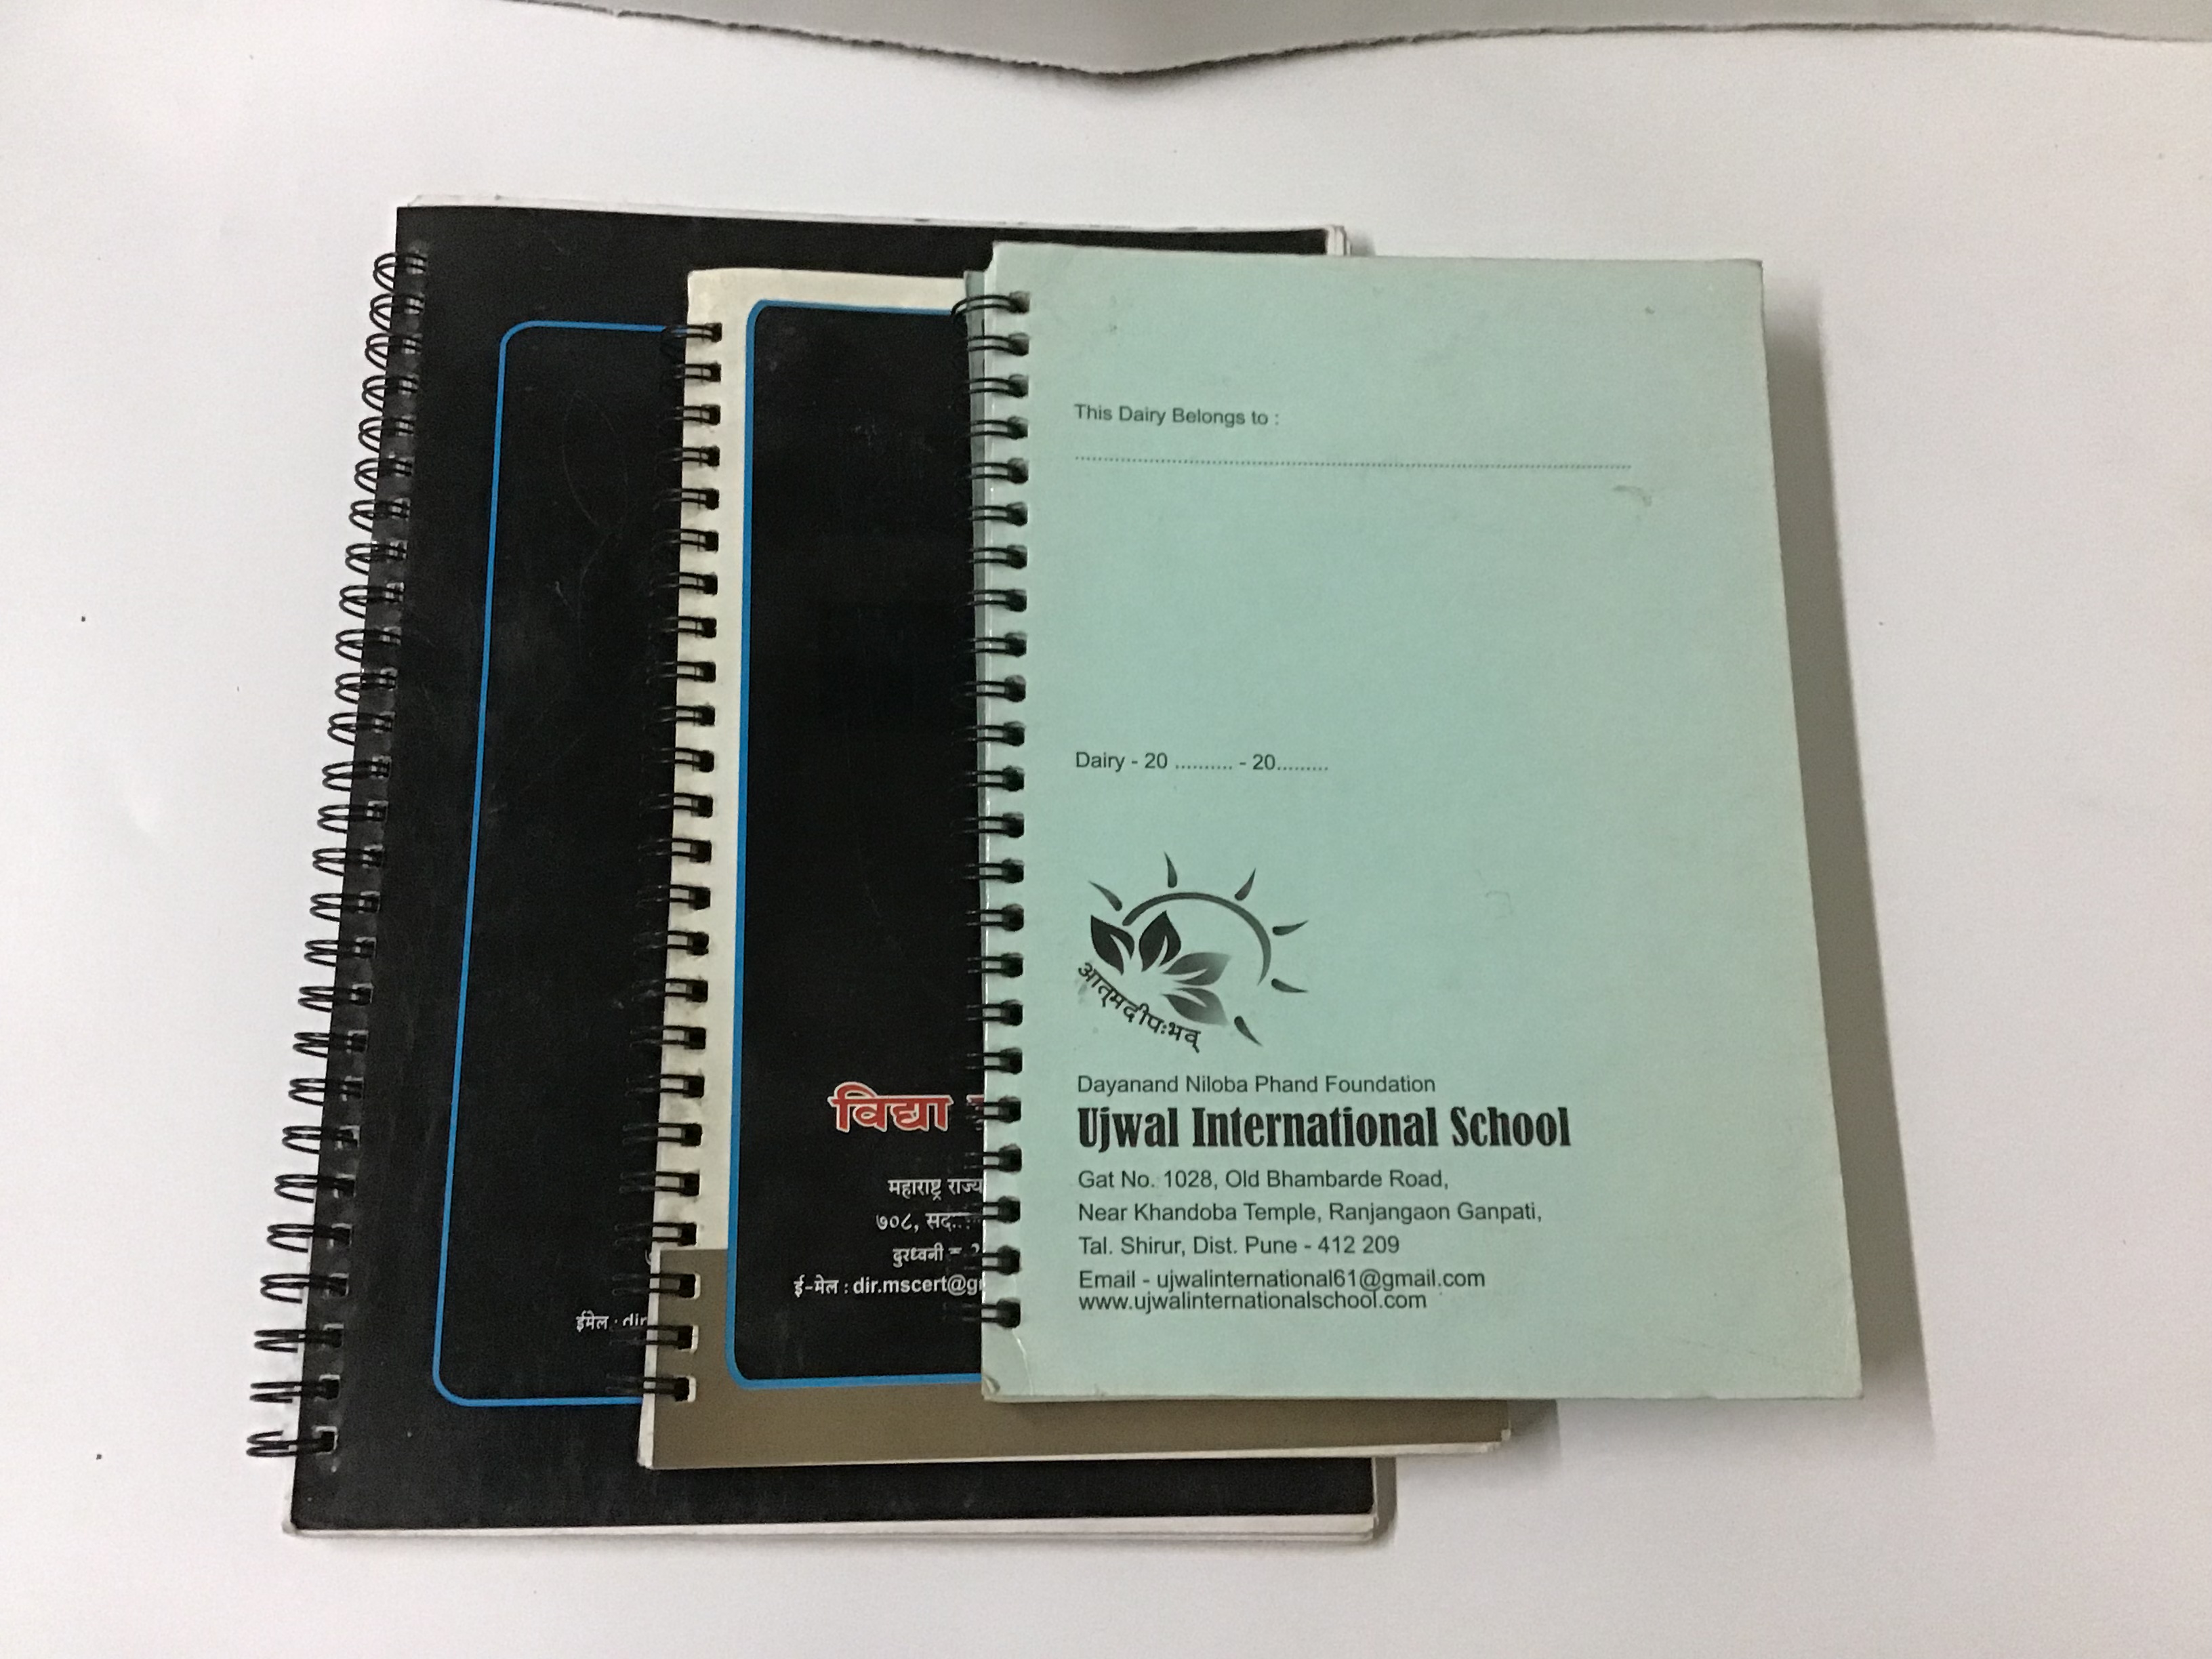 This Dairy Belongs to :
Dairy - 20 .......... - 20.........
आत्मदीपःभव्
Dayanand Niloba Phand Foundation
Ujwal International School
Gat No. 1028, Old Bhambarde Road,
Near Khandoba Temple, Ranjangaon Ganpati,
Tal. Shirur, Dist. Pune - 412 209
Email - ujwalinternational61@gmail.com
www.ujwalinternationalschool.com
विद्या
महाराष्ट्र राज्य
७०८,
दुरध्वनी
ई-मेल : dir.mscert@g
ईमेल : dir